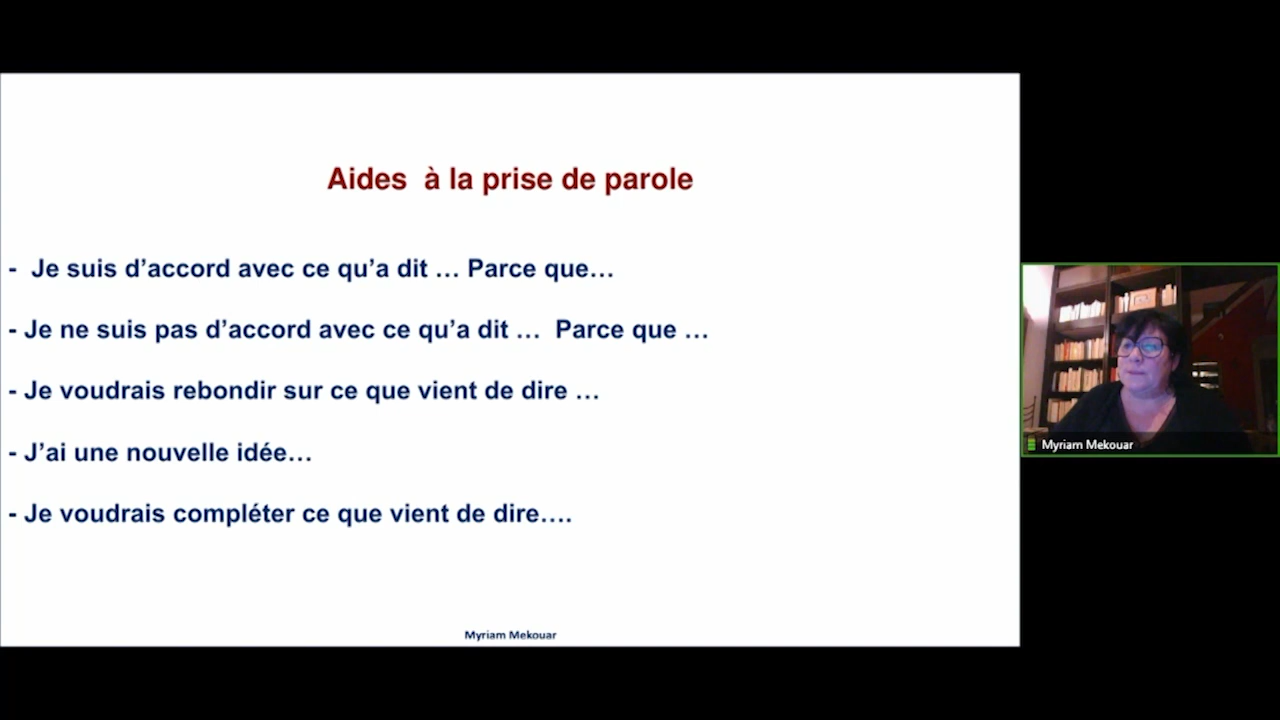 Aides  à la prise de parole
-  Je suis d’accord avec ce qu’a dit … Parce que…
- Je ne suis pas d’accord avec ce qu’a dit …  Parce que …
- Je voudrais rebondir sur ce que vient de dire …
- J’ai une nouvelle idée…
- Je voudrais compléter ce que vient de dire….
Myriam Mekouar
Myriam Mekouar